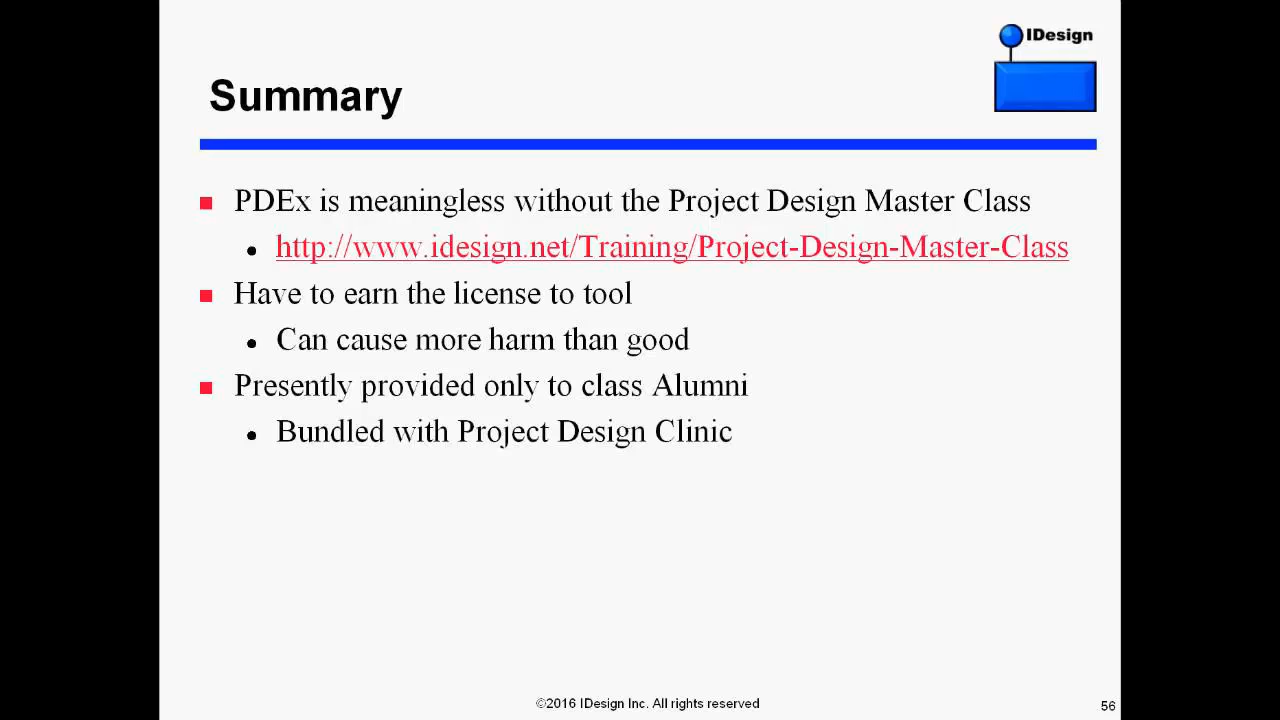 IDesign
Summary
PDEx is meaningless without the Project Design Master Class
http://www.idesign.net/Training/Project-Design-Master-Class
Have to earn the license to tool
Can cause more harm than good
Presently provided only to class Alumni
Bundled with Project Design Clinic
©2016 IDesign Inc. All rights reserved
56